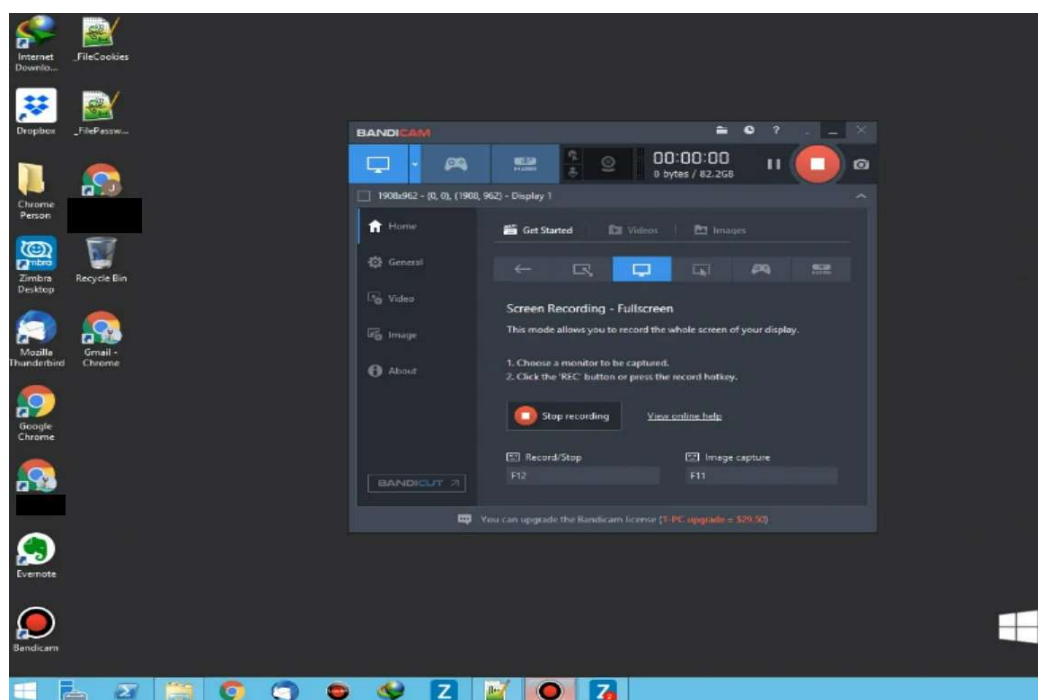 Internet
Downlo...
_FileCookies
Dropbox
_FilePassw...
Chrome
Person
Zimbra
Desktop
Recycle Bin
Mozilla
Thunderbird
Gmail -
Chrome
Google
Chrome
Evernote
Bandicam
BANDICAM
00:00:00
0 bytes / 82.2GB
1908x962 - (0, 0), (1908, 962) - Display 1
Home
General
Video
Image
About
BANDICUT
Get Started
Videos
Images
Screen Recording - Fullscreen
This mode allows you to record the whole screen of your display.
1. Choose a monitor to be captured.
2. Click the 'REC' button or press the record hotkey.
Stop recording
View online help
Record/Stop
Image capture
F12
F11
You can upgrade the Bandicam license (1-PC upgrade = $29.50)